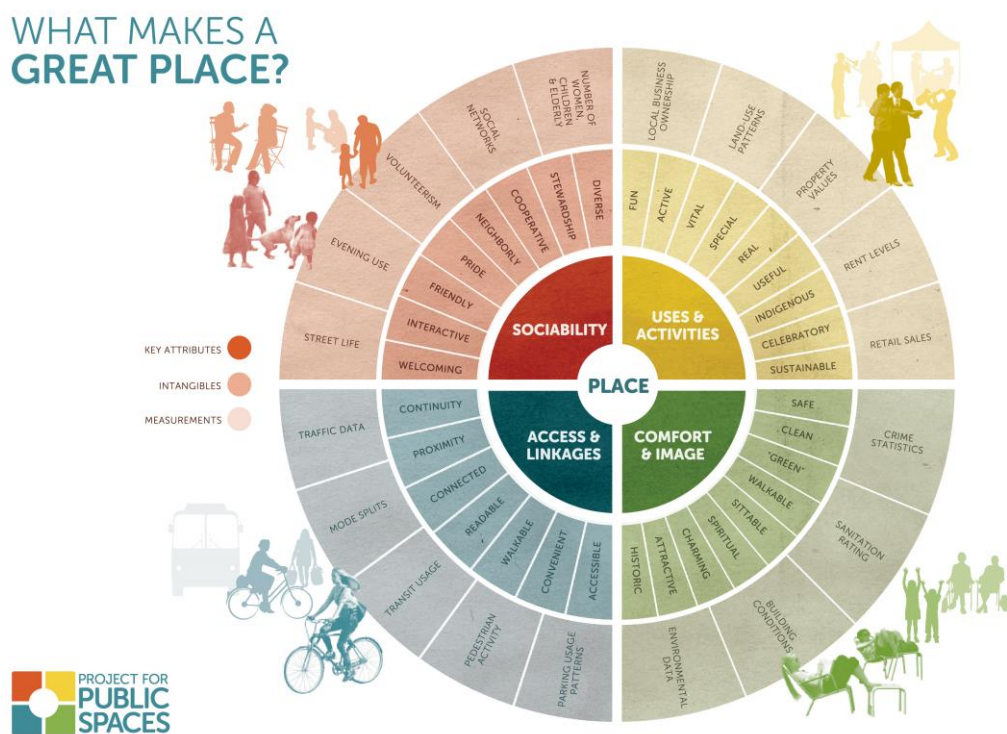 WHAT MAKES A
GREAT PLACE?
KEY ATTRIBUTES
INTANGIBLES
MEASUREMENTS
PLACE
SOCIABILITY
WELCOMING
INTERACTIVE
FRIENDLY
PRIDE
NEIGHBORLY
COOPERATIVE
STEWARDSHIP
DIVERSE
STREET LIFE
EVENING USE
VOLUNTEERISM
SOCIAL
NETWORKS
NUMBER OF
WOMEN,
CHILDREN
& ELDERLY
USES &
ACTIVITIES
FUN
ACTIVE
VITAL
SPECIAL
REAL
USEFUL
INDIGENOUS
CELEBRATORY
SUSTAINABLE
LOCAL BUSINESS
OWNERSHIP
LAND-USE
PATTERNS
PROPERTY
VALUES
RENT LEVELS
RETAIL SALES
ACCESS &
LINKAGES
CONTINUITY
PROXIMITY
CONNECTED
READABLE
WALKABLE
CONVENIENT
ACCESSIBLE
TRAFFIC DATA
MODE SPLITS
TRANSIT USAGE
PEDESTRIAN
ACTIVITY
PARKING USAGE
PATTERNS
COMFORT
& IMAGE
SAFE
CLEAN
"GREEN"
WALKABLE
SITTABLE
SPIRITUAL
CHARMING
ATTRACTIVE
HISTORIC
CRIME
STATISTICS
SANITATION
RATING
BUILDING
CONDITIONS
ENVIRONMENTAL
DATA
PROJECT FOR
PUBLIC
SPACES